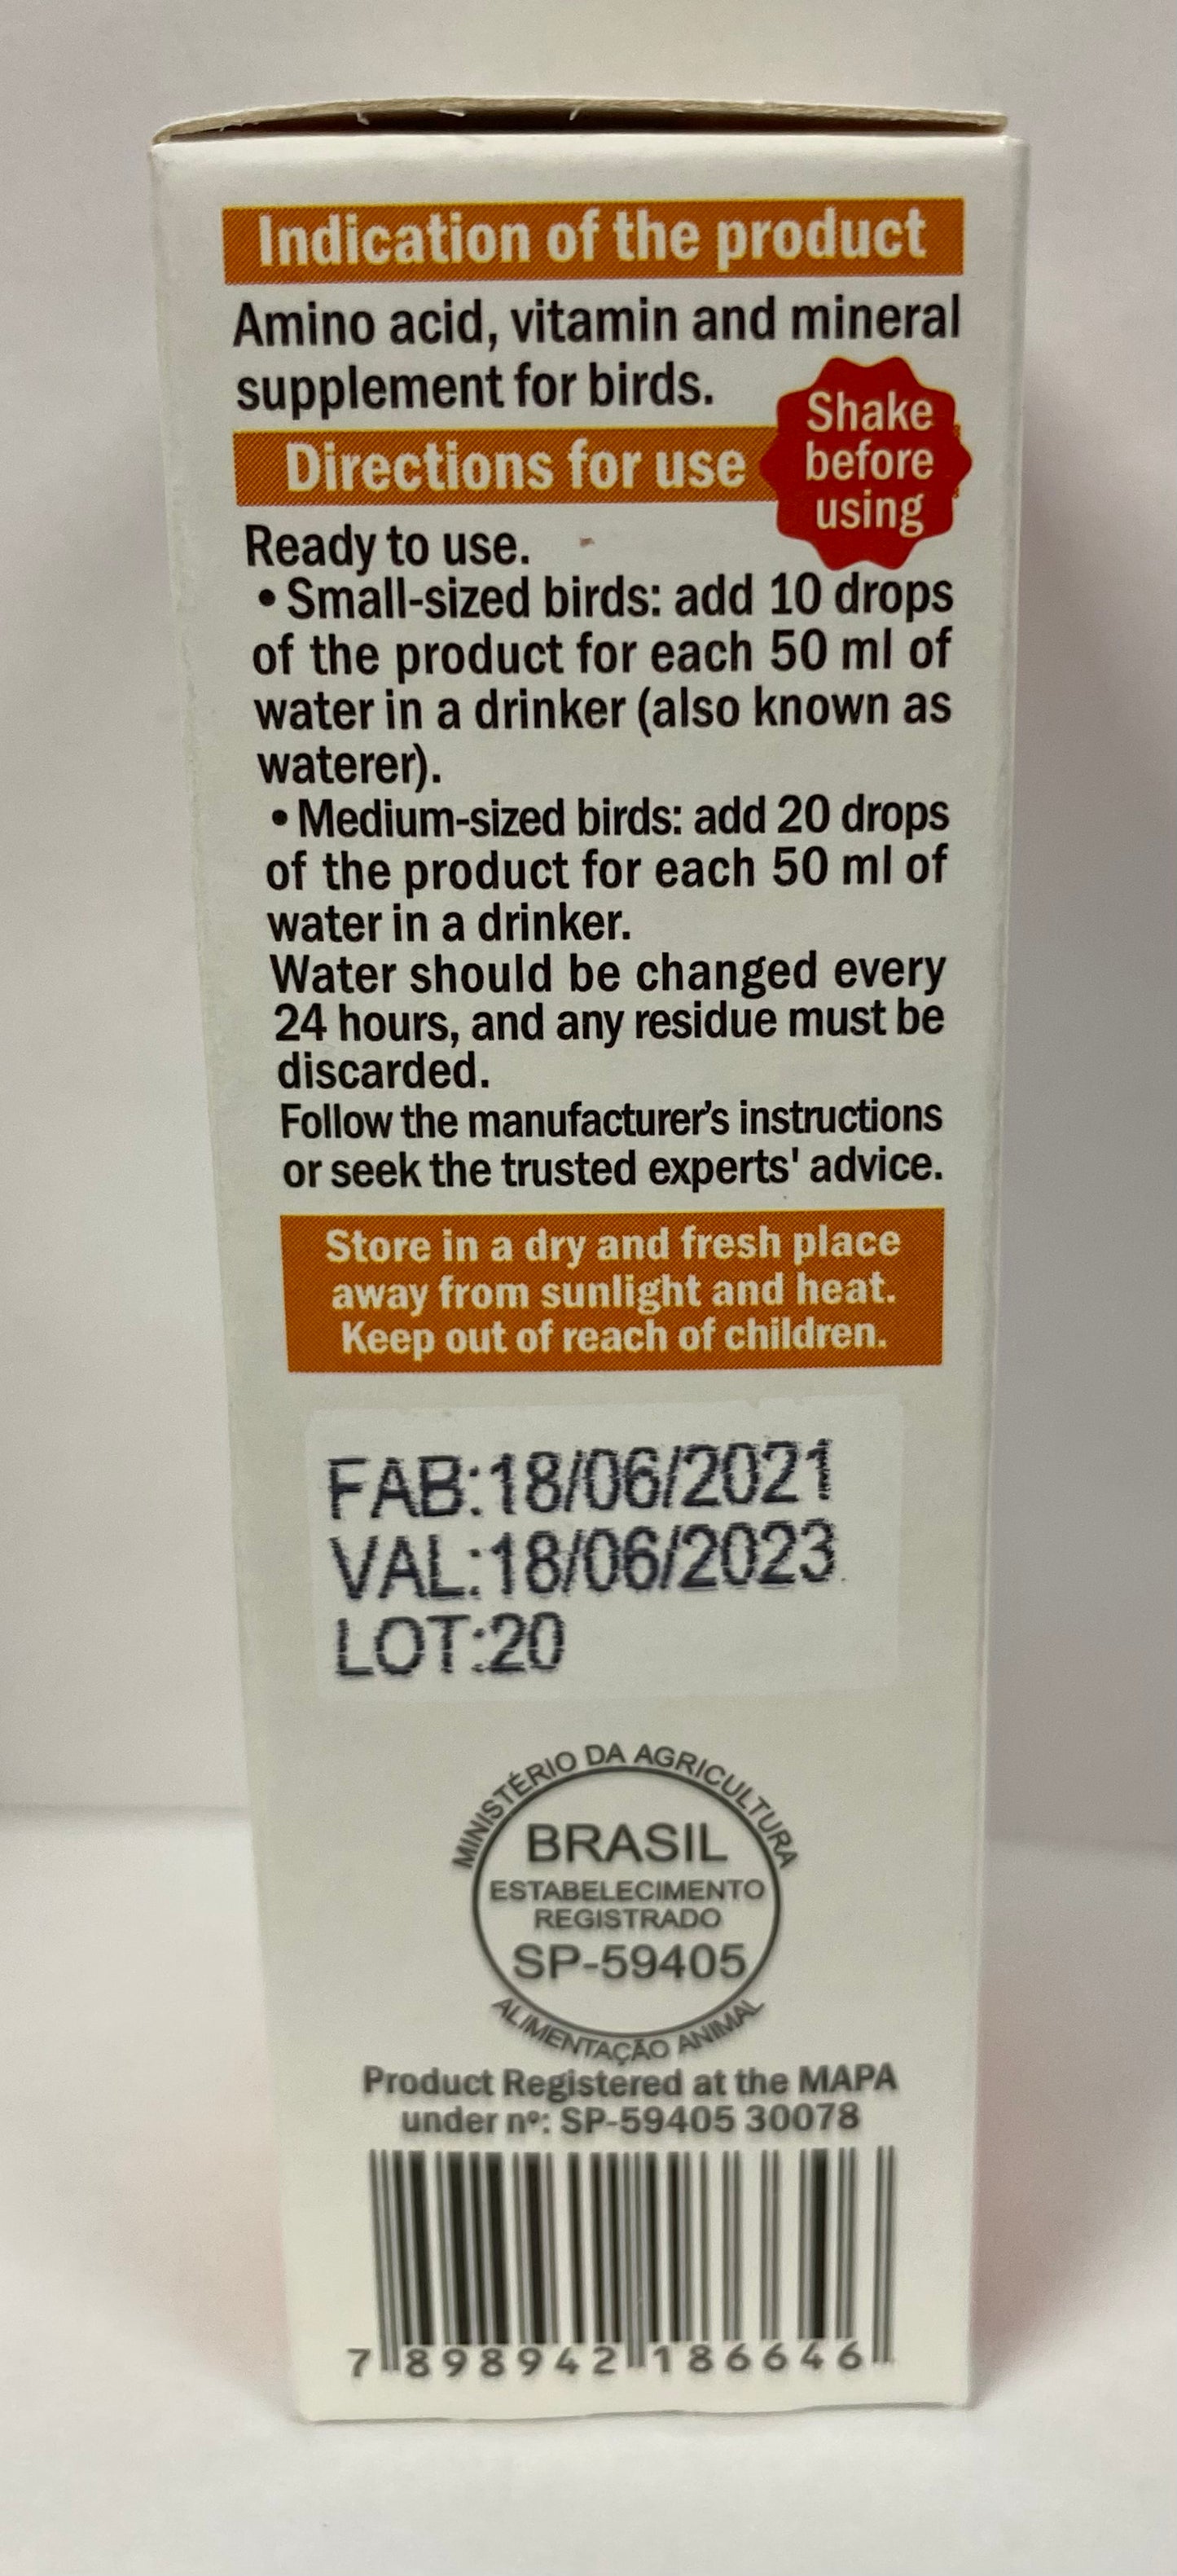 Indication of the product
Amino acid, vitamin and mineral
supplement for birds.
Shake
before
using
Directions for use
Ready to use.
• Small-sized birds: add 10 drops
of the product for each 50 ml of
water in a drinker (also known as
waterer).
• Medium-sized birds: add 20 drops
of the product for each 50 ml of
water in a drinker.
Water should be changed every
24 hours, and any residue must be
discarded.
Follow the manufacturer's instructions
or seek the trusted experts' advice.
Store in a dry and fresh place
away from sunlight and heat.
Keep out of reach of children.
FAB:18/06/2021
VAL:18/06/2023
LOT:20
MINISTÉRIO DA AGRICULTURA
BRASIL
ESTABELECIMENTO
REGISTRADO
SP-59405
ALIMENTAÇÃO ANIMAL
Product Registered at the MAPA
under nº: SP-59405 30078
7 898942 186646